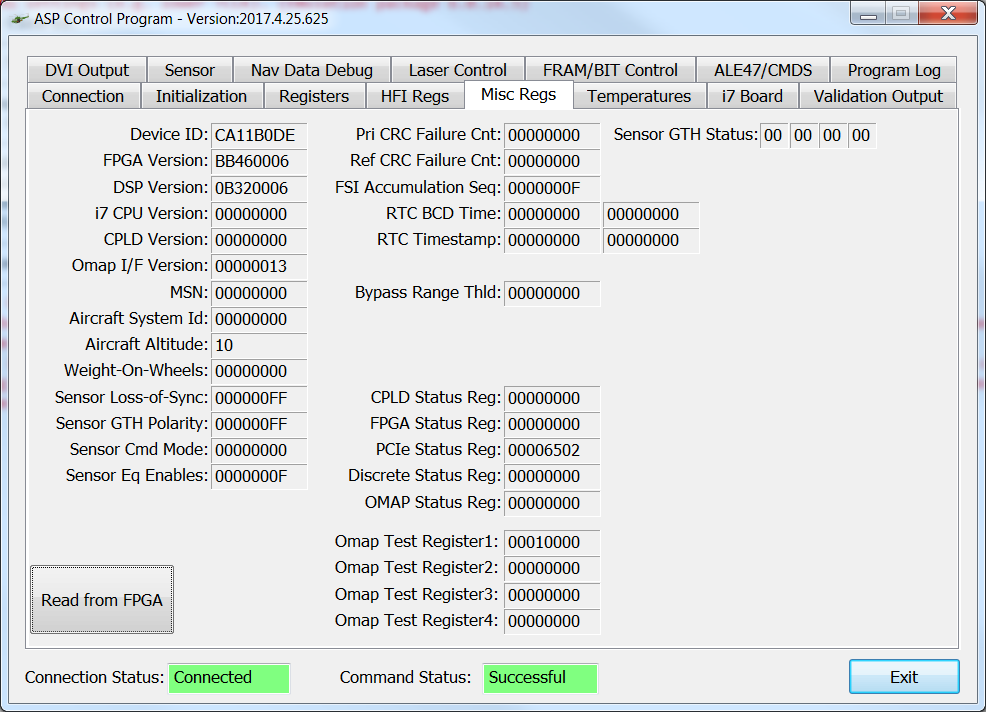 ASP Control Program - Version:2017.4.25.625
DVI Output Sensor Nav Data Debug Laser Control FRAM/BIT Control ALE47/CMDS Program Log
Connection Initialization Registers HFI Regs Misc Regs Temperatures i7 Board Validation Output
Device ID: CA11B0DE Pri CRC Failure Cnt: 00000000 Sensor GTH Status: 00 00 00 00
FPGA Version: BB460006 Ref CRC Failure Cnt: 00000000
DSP Version: 0B320006 FSI Accumulation Seq: 0000000F
i7 CPU Version: 00000000 RTC BCD Time: 00000000 00000000
CPLD Version: 00000000 RTC Timestamp: 00000000 00000000
Omap I/F Version: 00000013
MSN: 00000000 Bypass Range Thld: 00000000
Aircraft System Id: 00000000
Aircraft Altitude: 10
Weight-On-Wheels: 00000000
Sensor Loss-of-Sync: 000000FF CPLD Status Reg: 00000000
Sensor GTH Polarity: 000000FF FPGA Status Reg: 00000000
Sensor Cmd Mode: 00000000 PCIe Status Reg: 00006502
Sensor Eq Enables: 0000000F Discrete Status Reg: 00000000
OMAP Status Reg: 00000000
Omap Test Register1: 00010000
Omap Test Register2: 00000000
Omap Test Register3: 00000000
Read from FPGA
Omap Test Register4: 00000000
Connection Status: Connected Command Status: Successful Exit